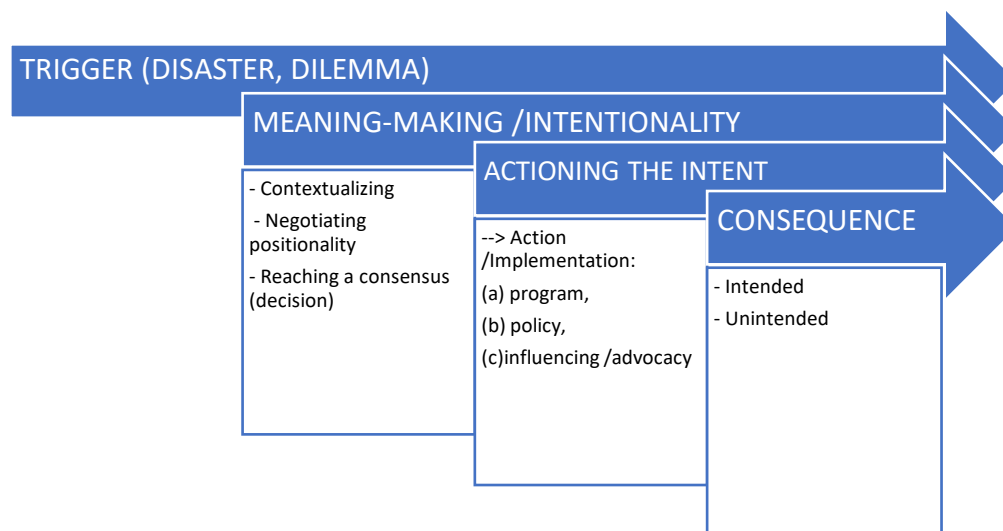 TRIGGER (DISASTER, DILEMMA)
MEANING-MAKING /INTENTIONALITY
- Contextualizing
- Negotiating
positionality
- Reaching a consensus
(decision)
ACTIONING THE INTENT
--> Action
/Implementation:
(a) program,
(b) policy,
(c)influencing /advocacy
CONSEQUENCE
- Intended
- Unintended